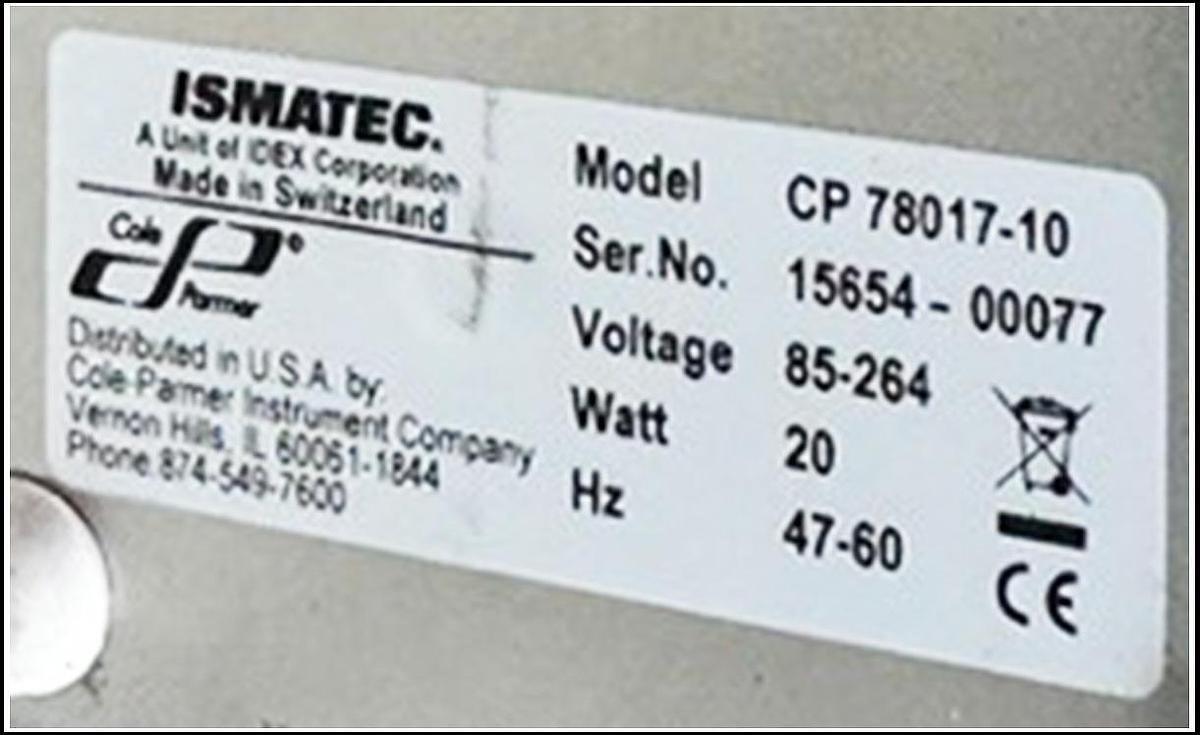 ISMATEC®
A Unit of IDEX Corporation
Made in Switzerland
Cole
Parmer
®
Distributed in U.S.A. by:
Cole-Parmer Instrument Company
Vernon Hills, IL 60061-1844
Phone 874-549-7600
Model CP 78017-10
Ser.No. 15654 - 00077
Voltage 85-264
Watt 20
Hz 47-60
CE